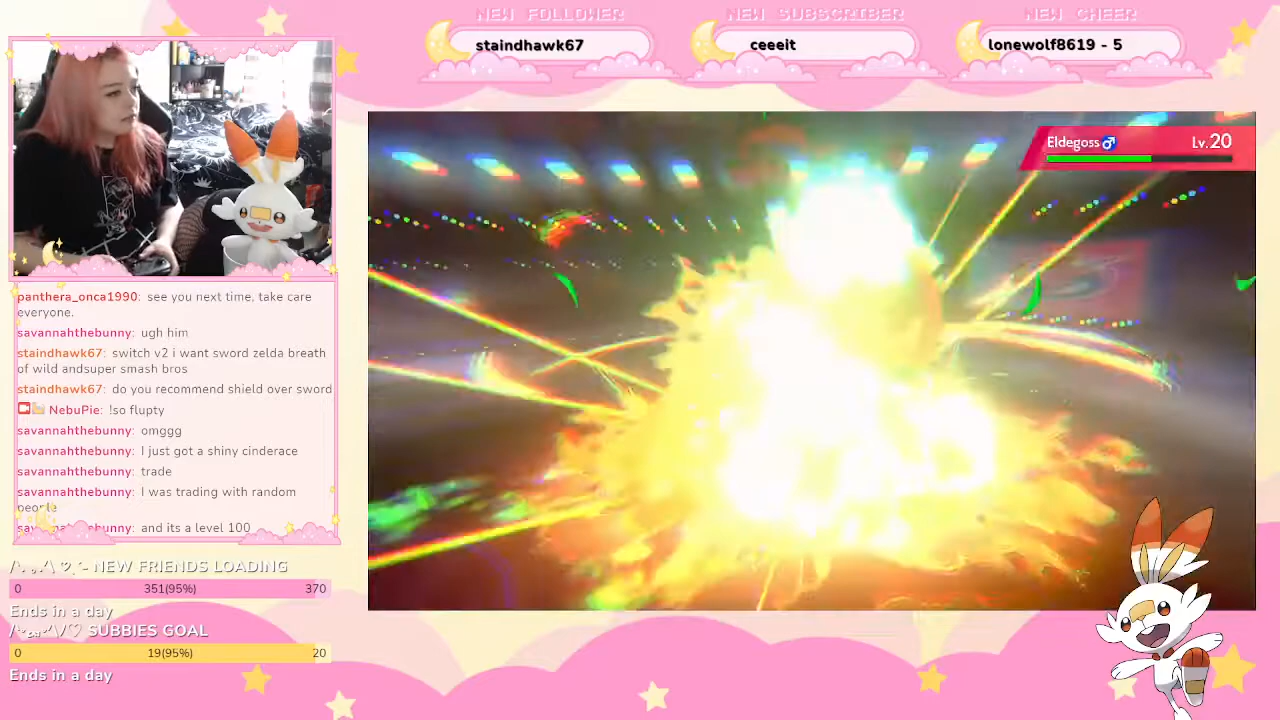 NEW FOLLOWER
NEW SUBSCRIBER
NEW CHEER
staindhawk67
ceeeit
lonewolf8619 - 5
Eldegoss♂ Lv.20
panthera_onca1990: see you next time, take care
everyone.
savannahthebunny: ugh him
staindhawk67: switch v2 i want sword zelda breath
of wild andsuper smash bros
staindhawk67: do you recommend shield over sword
NebuPie: !so flupty
savannahthebunny: omggg
savannahthebunny: I just got a shiny cinderace
savannahthebunny: trade
savannahthebunny: I was trading with random
people
savannahthebunny: and its a level 100
NEW FRIENDS LOADING
0 351(95%) 370
Ends in a day
SUBBIES GOAL
0 19(95%) 20
Ends in a day